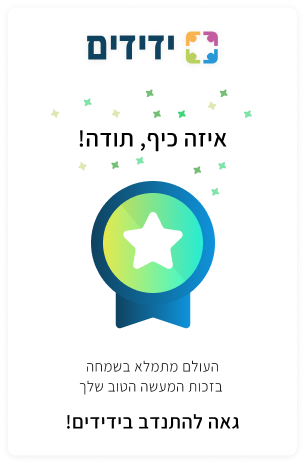 ידידים
איזה כיף, תודה!
העולם מתמלא בשמחה
בזכות המעשה הטוב שלך
גאה להתנדב בידידים!